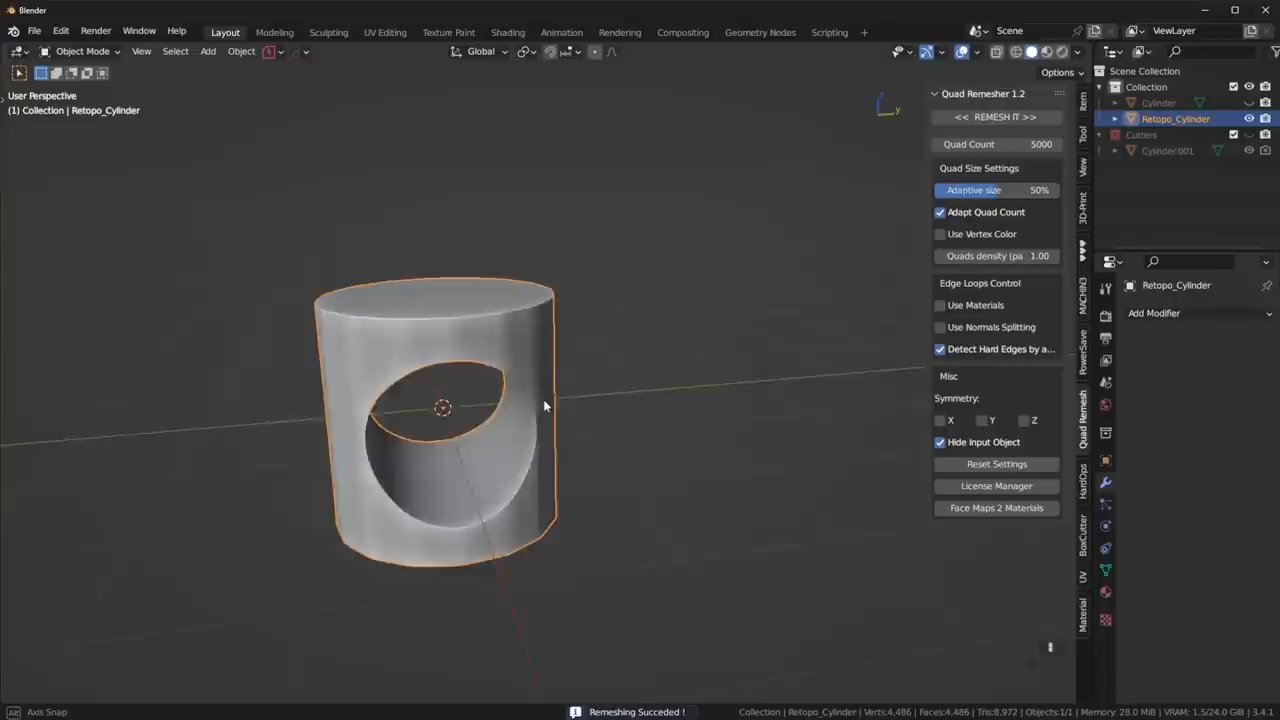 Blender
File Edit Render Window Help Layout Modeling Sculpting UV Editing Texture Paint Shading Animation Rendering Compositing Geometry Nodes Scripting + Scene ViewLayer
Object Mode View Select Add Object Global
Options
User Perspective
(1) Collection | Retopo_Cylinder
Z
y
Quad Remesher 1.2
<< REMESH IT >>
Quad Count 5000
Quad Size Settings
Adaptive size 50%
Adapt Quad Count
Use Vertex Color
Quads density (pa 1.00
Edge Loops Control
Use Materials
Use Normals Splitting
Detect Hard Edges by a...
Misc
Symmetry:
X Y Z
Hide Input Object
Reset Settings
License Manager
Face Maps 2 Materials
Item
Tool
View
3D-Print
♥♥♥
MACHIN3
PowerSave
Quad Remesh
HardOps
BoxCutter
UV
Material
Scene Collection
Collection
Cylinder
Retopo_Cylinder
Cutters
Cylinder.001
Retopo_Cylinder
Add Modifier
Alt Axis Snap
Remeshing Succeded !
Collection | Retopo_Cylinder | Verts:4,486 | Faces:4,486 | Tris:8,972 | Objects:1/1 | Memory: 28.0 MiB | VRAM: 1.5/24.0 GiB | 3.4.1